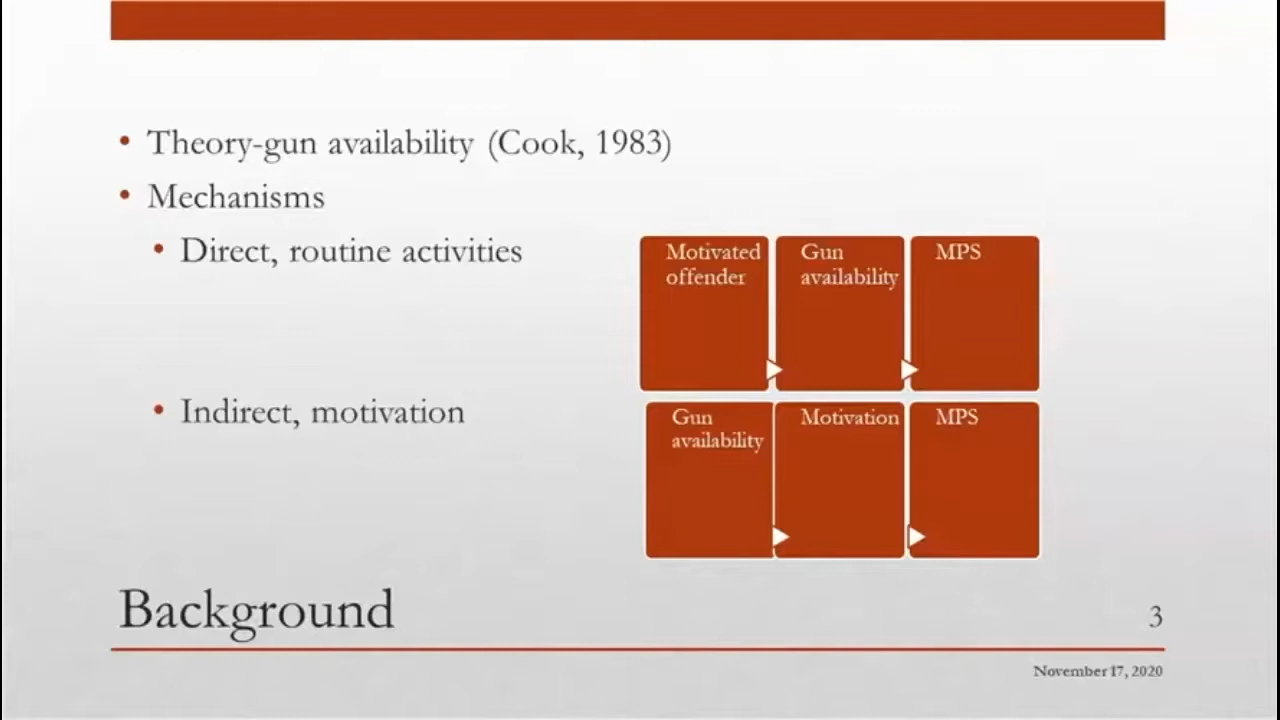 Theory-gun availability (Cook, 1983)
Mechanisms
Direct, routine activities
Motivated
offender
Gun
availability
MPS
Indirect, motivation
Gun
availability
Motivation
MPS
Background
3
November 17, 2020